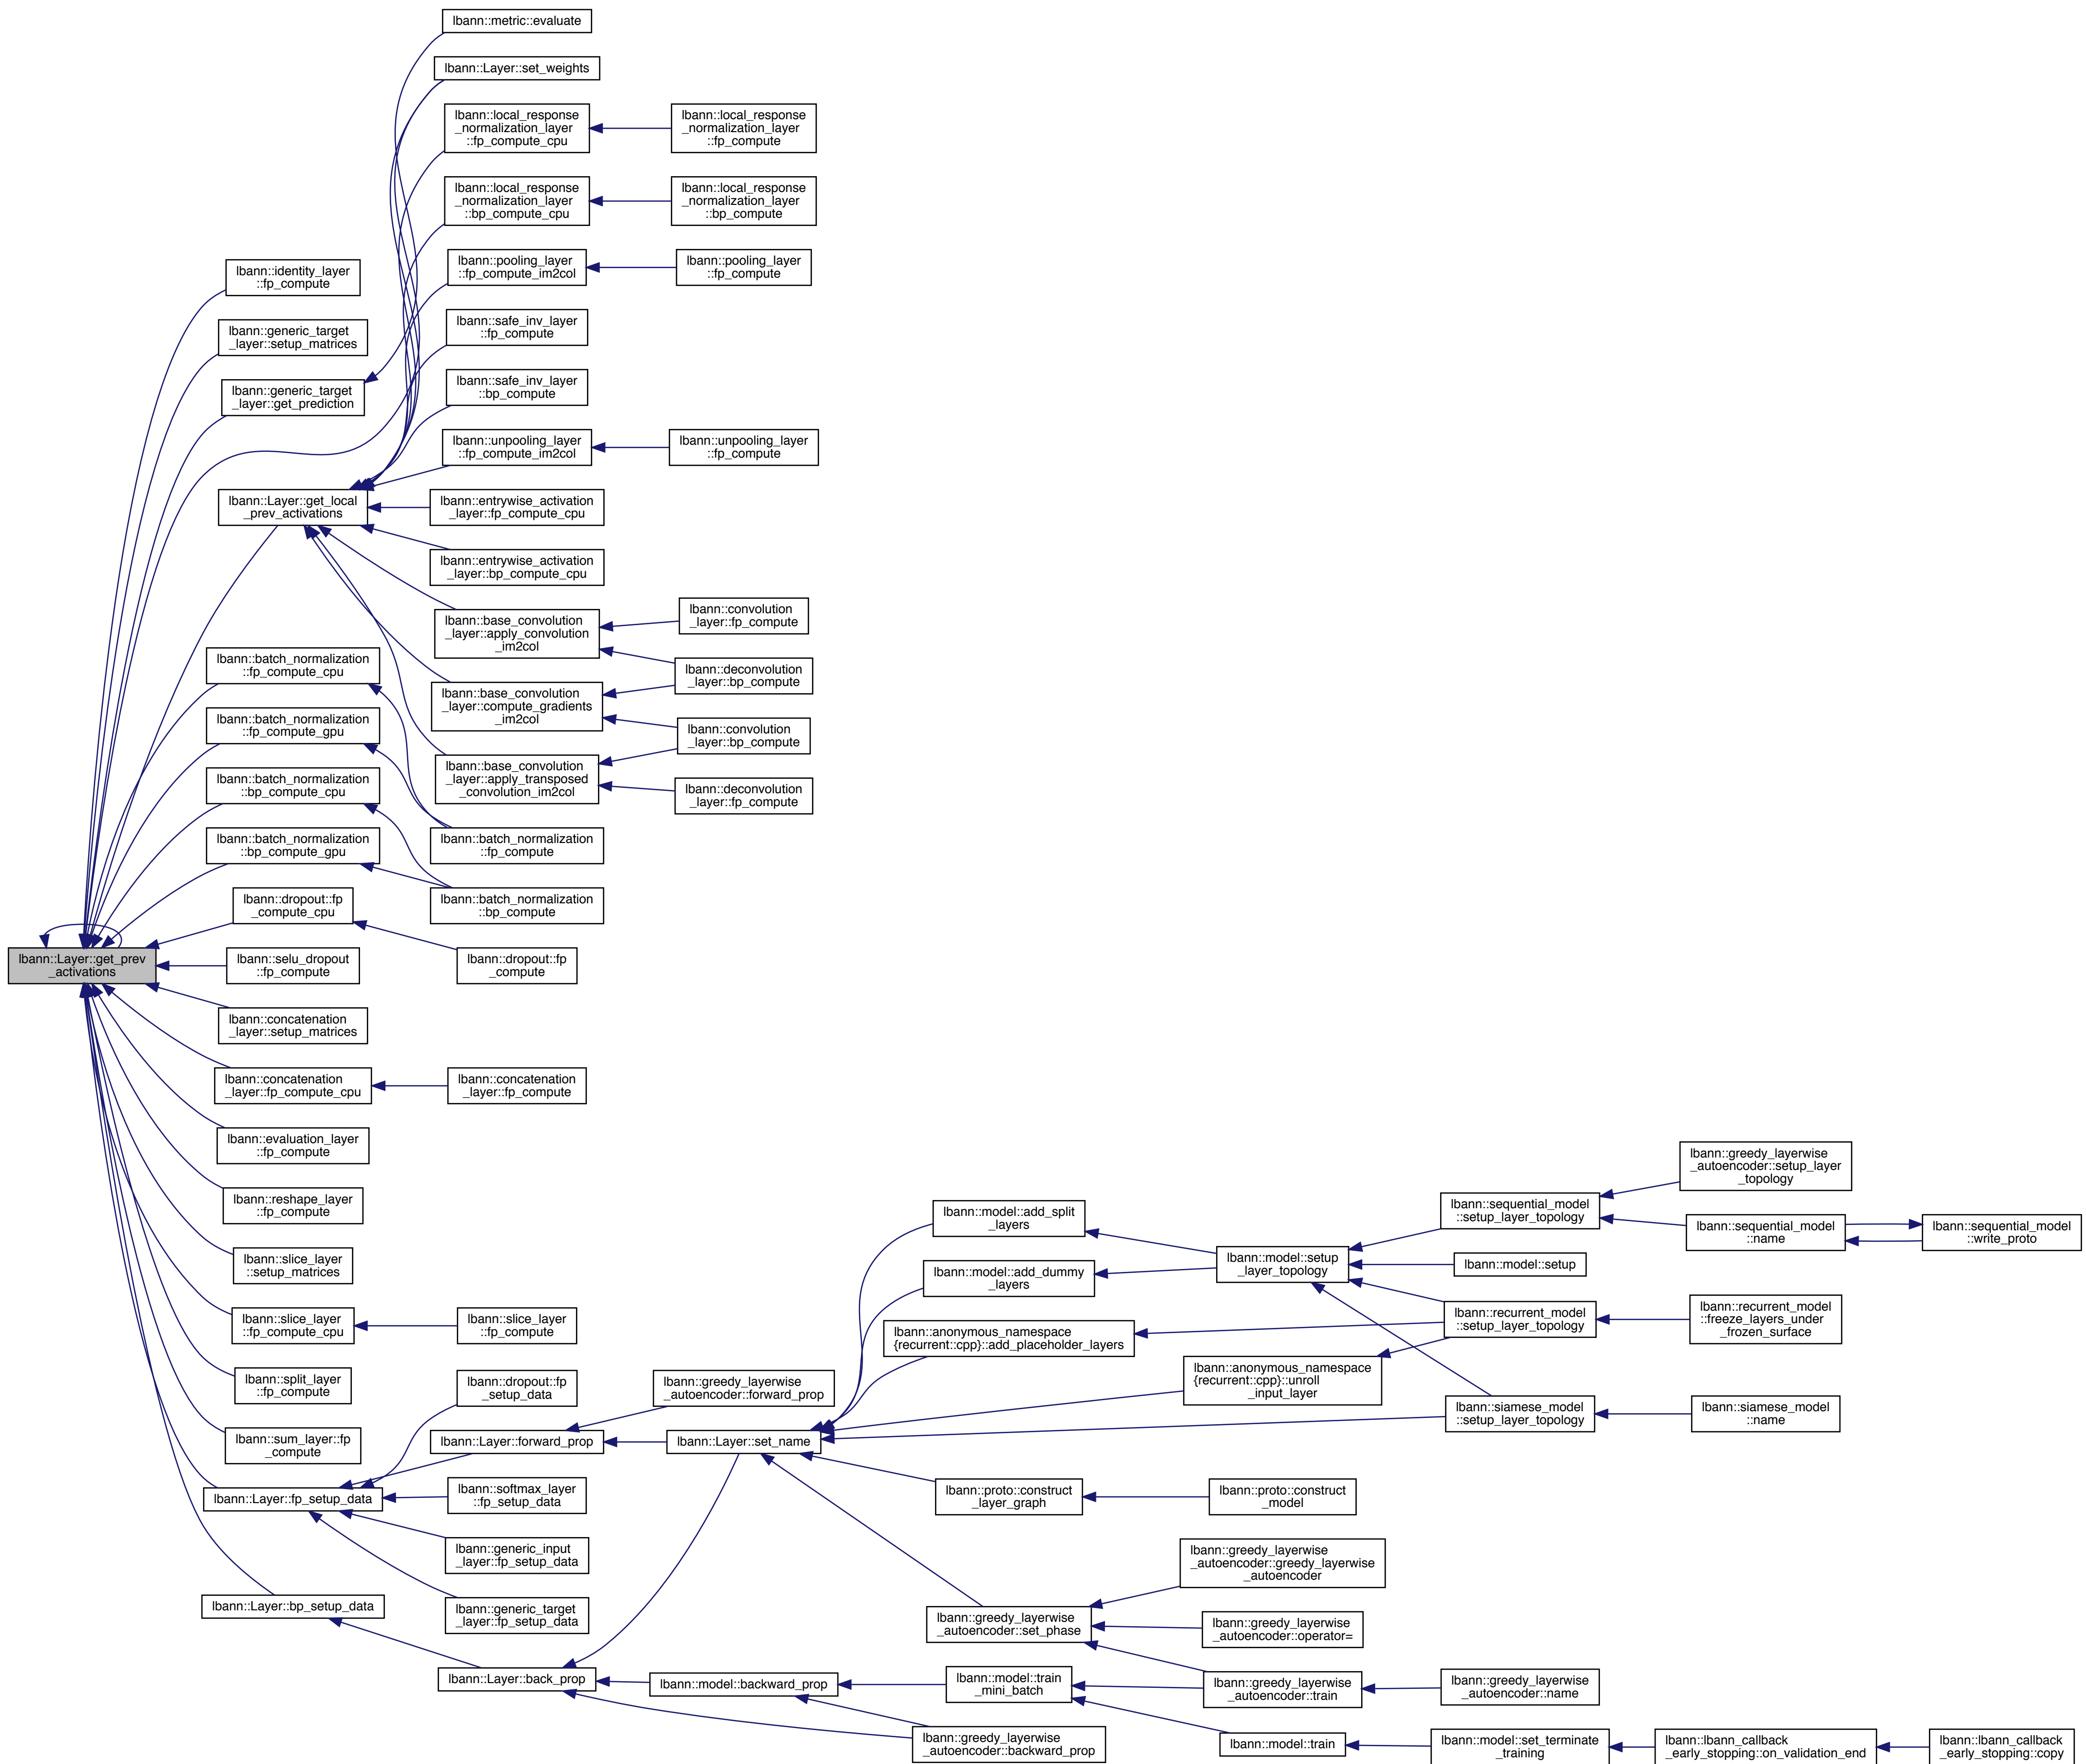 lbann::metric::evaluate
lbann::Layer::set_weights
lbann::local_response
_normalization_layer
::fp_compute_cpu
lbann::local_response
_normalization_layer
::fp_compute
lbann::local_response
_normalization_layer
::bp_compute_cpu
lbann::local_response
_normalization_layer
::bp_compute
lbann::pooling_layer
::fp_compute_im2col
lbann::pooling_layer
::fp_compute
lbann::identity_layer
::fp_compute
lbann::safe_inv_layer
::fp_compute
lbann::generic_target
_layer::setup_matrices
lbann::safe_inv_layer
::bp_compute
lbann::generic_target
_layer::get_prediction
lbann::unpooling_layer
::fp_compute_im2col
lbann::unpooling_layer
::fp_compute
lbann::Layer::get_local
_prev_activations
lbann::entrywise_activation
_layer::fp_compute_cpu
lbann::entrywise_activation
_layer::bp_compute_cpu
lbann::base_convolution
_layer::apply_convolution
_im2col
lbann::convolution
_layer::fp_compute
lbann::deconvolution
_layer::bp_compute
lbann::batch_normalization
::fp_compute_cpu
lbann::base_convolution
_layer::compute_gradients
_im2col
lbann::convolution
_layer::bp_compute
lbann::batch_normalization
::fp_compute_gpu
lbann::base_convolution
_layer::apply_transposed
_convolution_im2col
lbann::deconvolution
_layer::fp_compute
lbann::batch_normalization
::bp_compute_cpu
lbann::batch_normalization
::fp_compute
lbann::batch_normalization
::bp_compute_gpu
lbann::batch_normalization
::bp_compute
lbann::dropout::fp
_compute_cpu
lbann::dropout::fp
_compute
lbann::Layer::get_prev
_activations
lbann::selu_dropout
::fp_compute
lbann::concatenation
_layer::setup_matrices
lbann::concatenation
_layer::fp_compute_cpu
lbann::concatenation
_layer::fp_compute
lbann::evaluation_layer
::fp_compute
lbann::reshape_layer
::fp_compute
lbann::slice_layer
::setup_matrices
lbann::slice_layer
::fp_compute_cpu
lbann::slice_layer
::fp_compute
lbann::split_layer
::fp_compute
lbann::sum_layer::fp
_compute
lbann::Layer::fp_setup_data
lbann::Layer::bp_setup_data
lbann::dropout::fp
_setup_data
lbann::Layer::forward_prop
lbann::softmax_layer
::fp_setup_data
lbann::generic_input
_layer::fp_setup_data
lbann::generic_target
_layer::fp_setup_data
lbann::Layer::back_prop
lbann::greedy_layerwise
_autoencoder::forward_prop
lbann::Layer::set_name
lbann::model::backward_prop
lbann::model::add_split
_layers
lbann::model::add_dummy
_layers
lbann::anonymous_namespace
{recurrent::cpp}::add_placeholder_layers
lbann::anonymous_namespace
{recurrent::cpp}::unroll
_input_layer
lbann::proto::construct
_layer_graph
lbann::proto::construct
_model
lbann::greedy_layerwise
_autoencoder::set_phase
lbann::greedy_layerwise
_autoencoder::greedy_layerwise
_autoencoder
lbann::greedy_layerwise
_autoencoder::operator=
lbann::model::train
_mini_batch
lbann::greedy_layerwise
_autoencoder::train
lbann::greedy_layerwise
_autoencoder::name
lbann::greedy_layerwise
_autoencoder::backward_prop
lbann::model::train
lbann::model::set_terminate
_training
lbann::lbann_callback
_early_stopping::on_validation_end
lbann::lbann_callback
_early_stopping::copy
lbann::model::setup
_layer_topology
lbann::sequential_model
::setup_layer_topology
lbann::greedy_layerwise
_autoencoder::setup_layer
_topology
lbann::sequential_model
::name
lbann::sequential_model
::write_proto
lbann::model::setup
lbann::recurrent_model
::setup_layer_topology
lbann::recurrent_model
::freeze_layers_under
_frozen_surface
lbann::siamese_model
::setup_layer_topology
lbann::siamese_model
::name